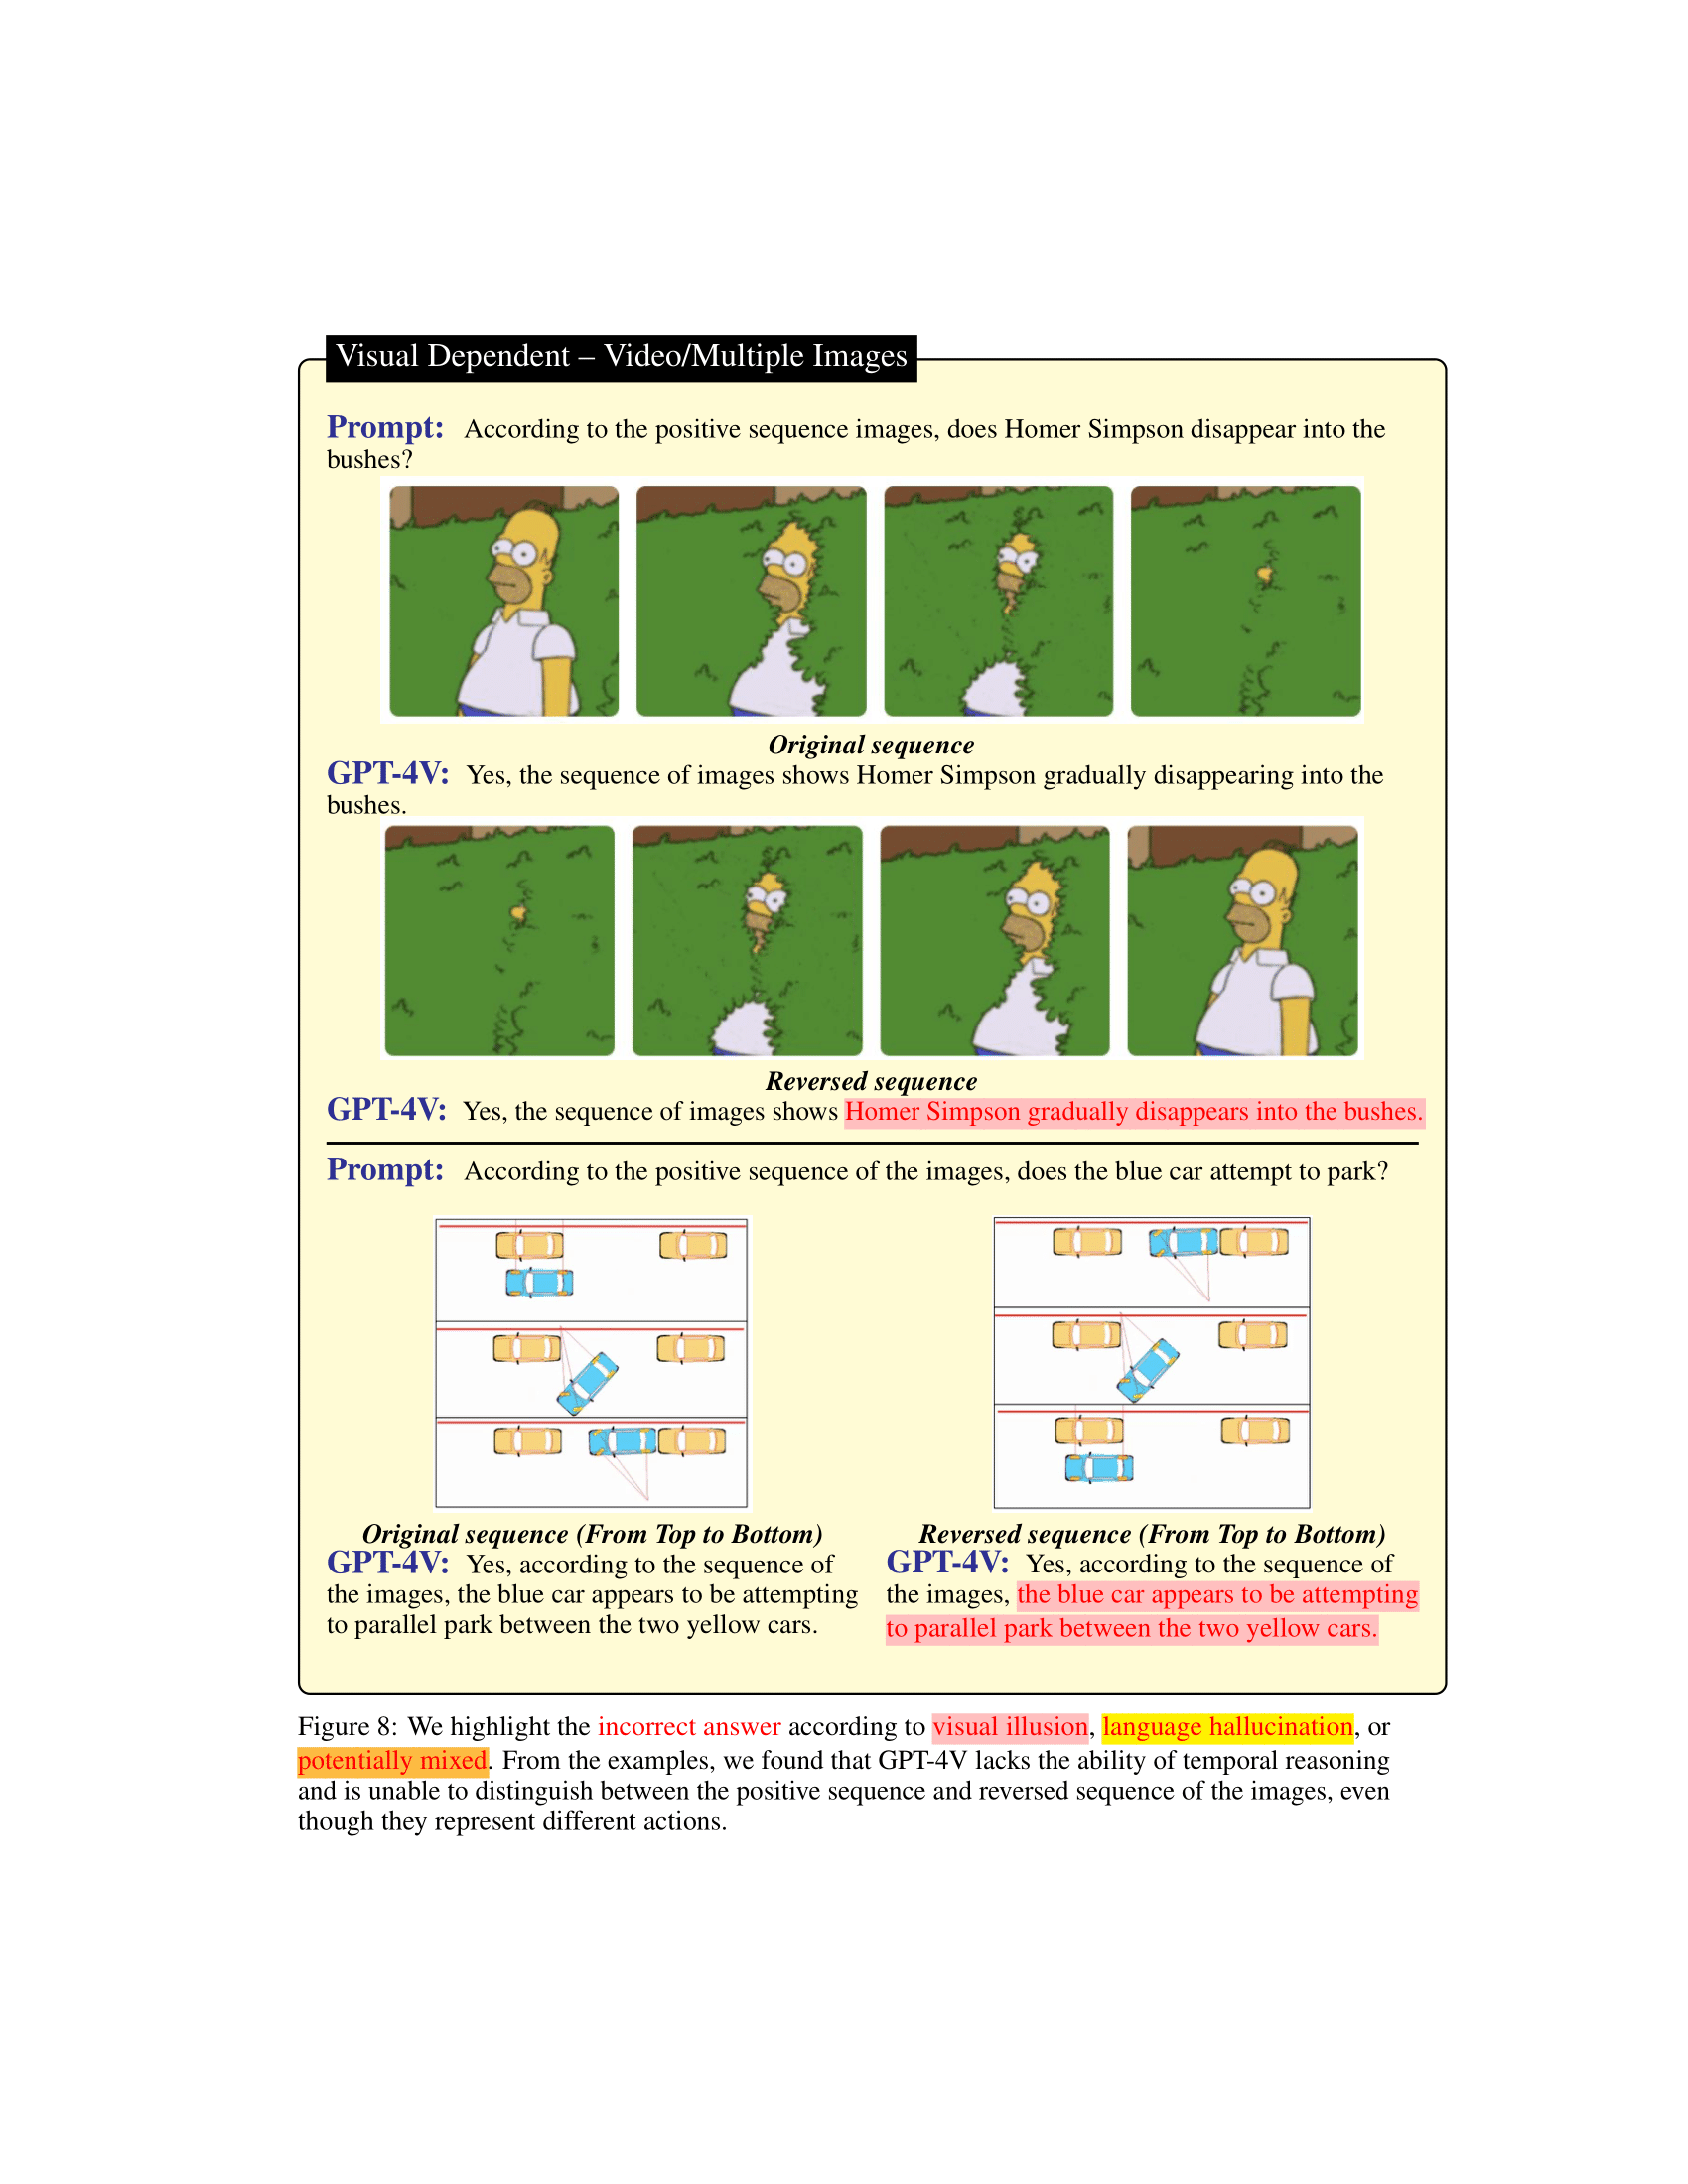 Visual Dependent – Video/Multiple Images
Prompt: According to the positive sequence images, does Homer Simpson disappear into the
bushes?
Original sequence
GPT-4V: Yes, the sequence of images shows Homer Simpson gradually disappearing into the
bushes.
Reversed sequence
GPT-4V: Yes, the sequence of images shows Homer Simpson gradually disappears into the bushes.
Prompt: According to the positive sequence of the images, does the blue car attempt to park?
Original sequence (From Top to Bottom)
GPT-4V: Yes, according to the sequence of
the images, the blue car appears to be attempting
to parallel park between the two yellow cars.
Reversed sequence (From Top to Bottom)
GPT-4V: Yes, according to the sequence of
the images, the blue car appears to be attempting
to parallel park between the two yellow cars.
Figure 8: We highlight the incorrect answer according to visual illusion, language hallucination, or
potentially mixed. From the examples, we found that GPT-4V lacks the ability of temporal reasoning
and is unable to distinguish between the positive sequence and reversed sequence of the images, even
though they represent different actions.